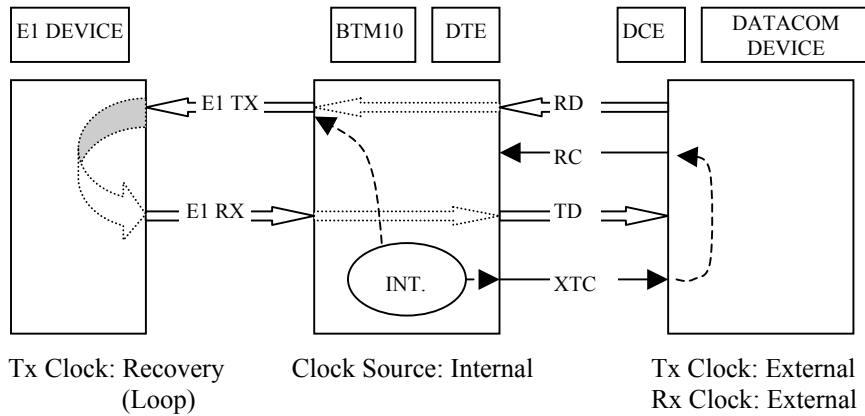 E1 DEVICE
BTM10
DTE
DCE
DATACOM
DEVICE
E1 TX
RD
RC
E1 RX
TD
INT.
XTC
Tx Clock: Recovery
(Loop)
Clock Source: Internal
Tx Clock: External
Rx Clock: External